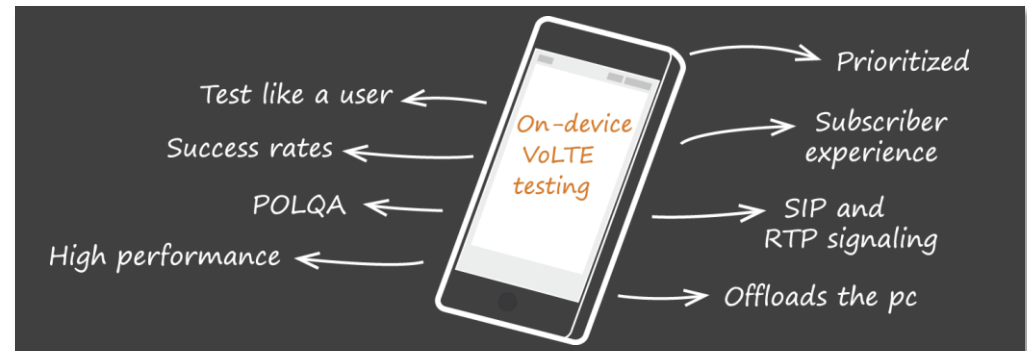 Test like a user
Success rates
POLQA
High performance
On-device
VoLTE
testing
Prioritized
Subscriber
experience
SIP and
RTP signaling
Offloads the pc